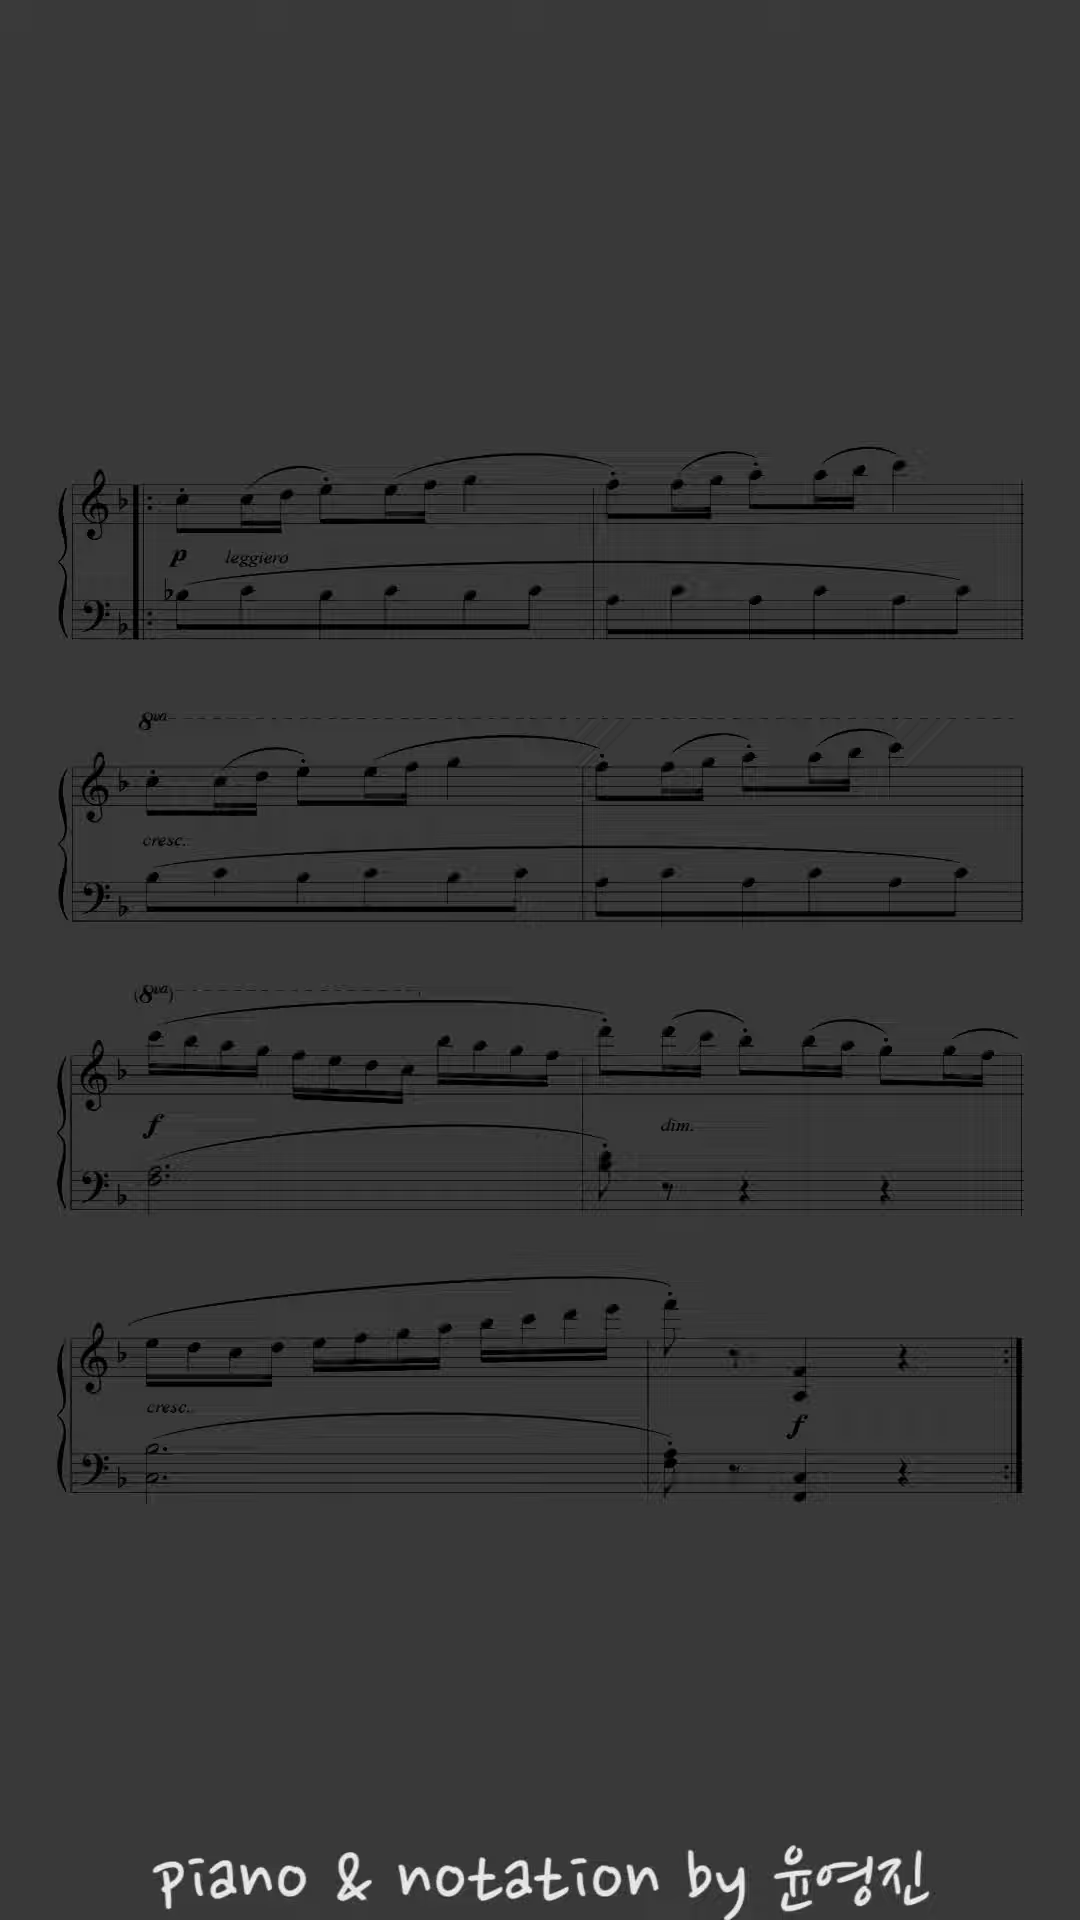 p leggiero
8va
cresc.
(8va)
f dim.
cresc.
f
piano & notation by 윤영진